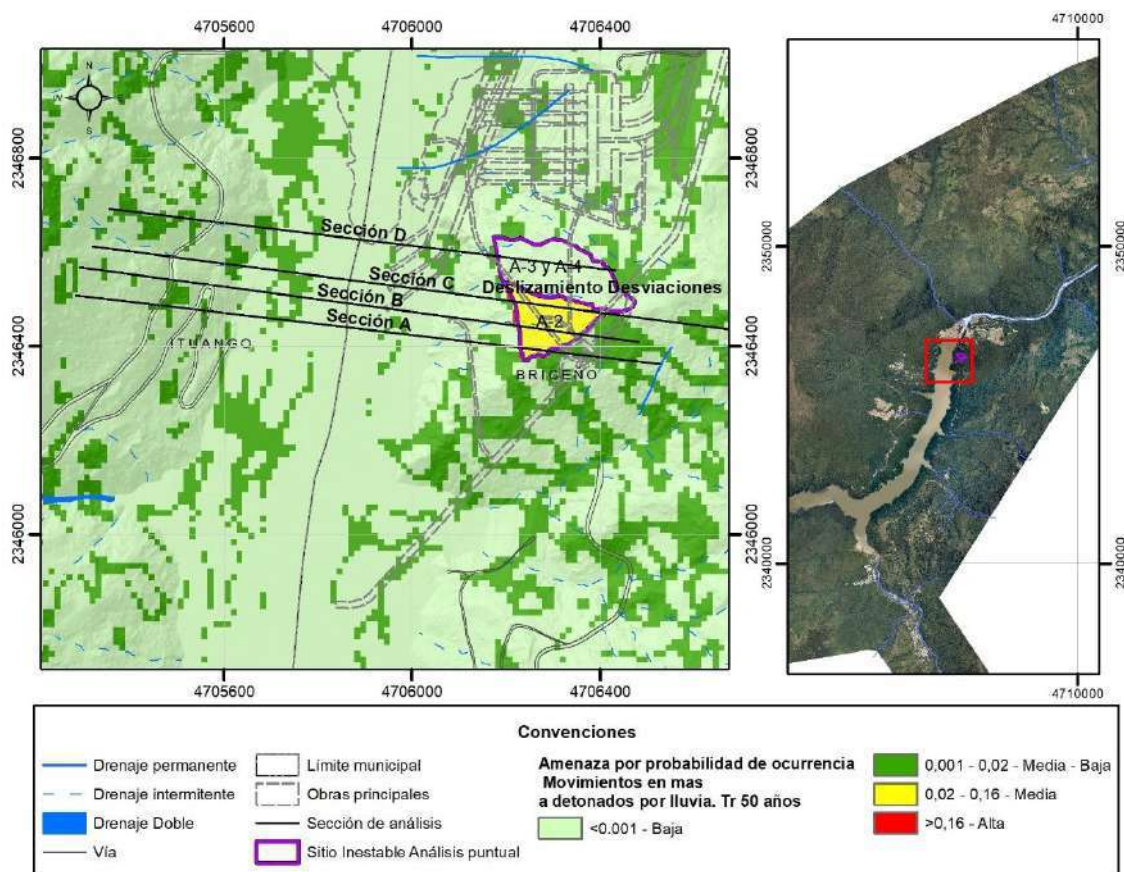 4705600
4706000
4706400
4710000
2346800
2346800
Sección D
Sección C
Sección B
Sección A
A-3 y A-4
Deslizamiento Desviaciones
A-2
2346400
2346400
ITUANGO
BRICEÑO
2346000
2346000
4705600
4706000
4706400
2350000
2350000
2340000
2340000
4710000
N
W
E
S
Convenciones
Drenaje permanente
Drenaje intermitente
Drenaje Doble
Vía
Límite municipal
Obras principales
Sección de análisis
Sitio Inestable Análisis puntual
Amenaza por probabilidad de ocurrencia
Movimientos en mas
a detonados por lluvia. Tr 50 años
<0.001 - Baja
0,001 - 0,02 - Media - Baja
0,02 - 0,16 - Media
>0,16 - Alta